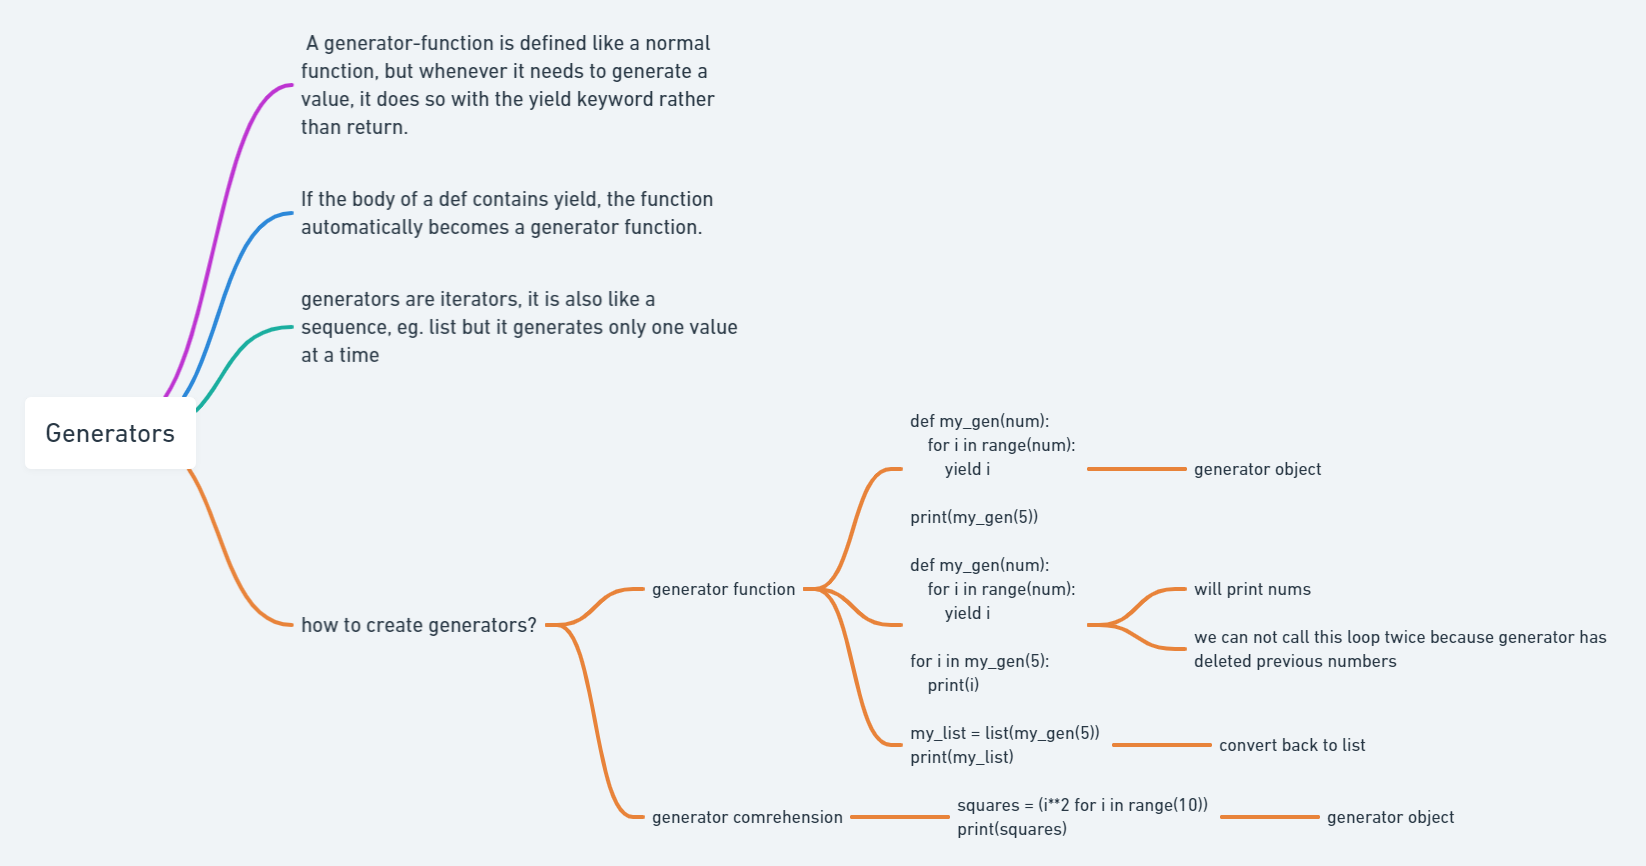 A generator-function is defined like a normal
function, but whenever it needs to generate a
value, it does so with the yield keyword rather
than return.
If the body of a def contains yield, the function
automatically becomes a generator function.
generators are iterators, it is also like a
sequence, eg. list but it generates only one value
at a time
Generators
how to create generators?
generator function
def my_gen(num):
    for i in range(num):
        yield i
print(my_gen(5))
generator object
def my_gen(num):
    for i in range(num):
        yield i
for i in my_gen(5):
    print(i)
will print nums
we can not call this loop twice because generator has
deleted previous numbers
my_list = list(my_gen(5))
print(my_list)
convert back to list
generator comrehension
squares = (i**2 for i in range(10))
print(squares)
generator object